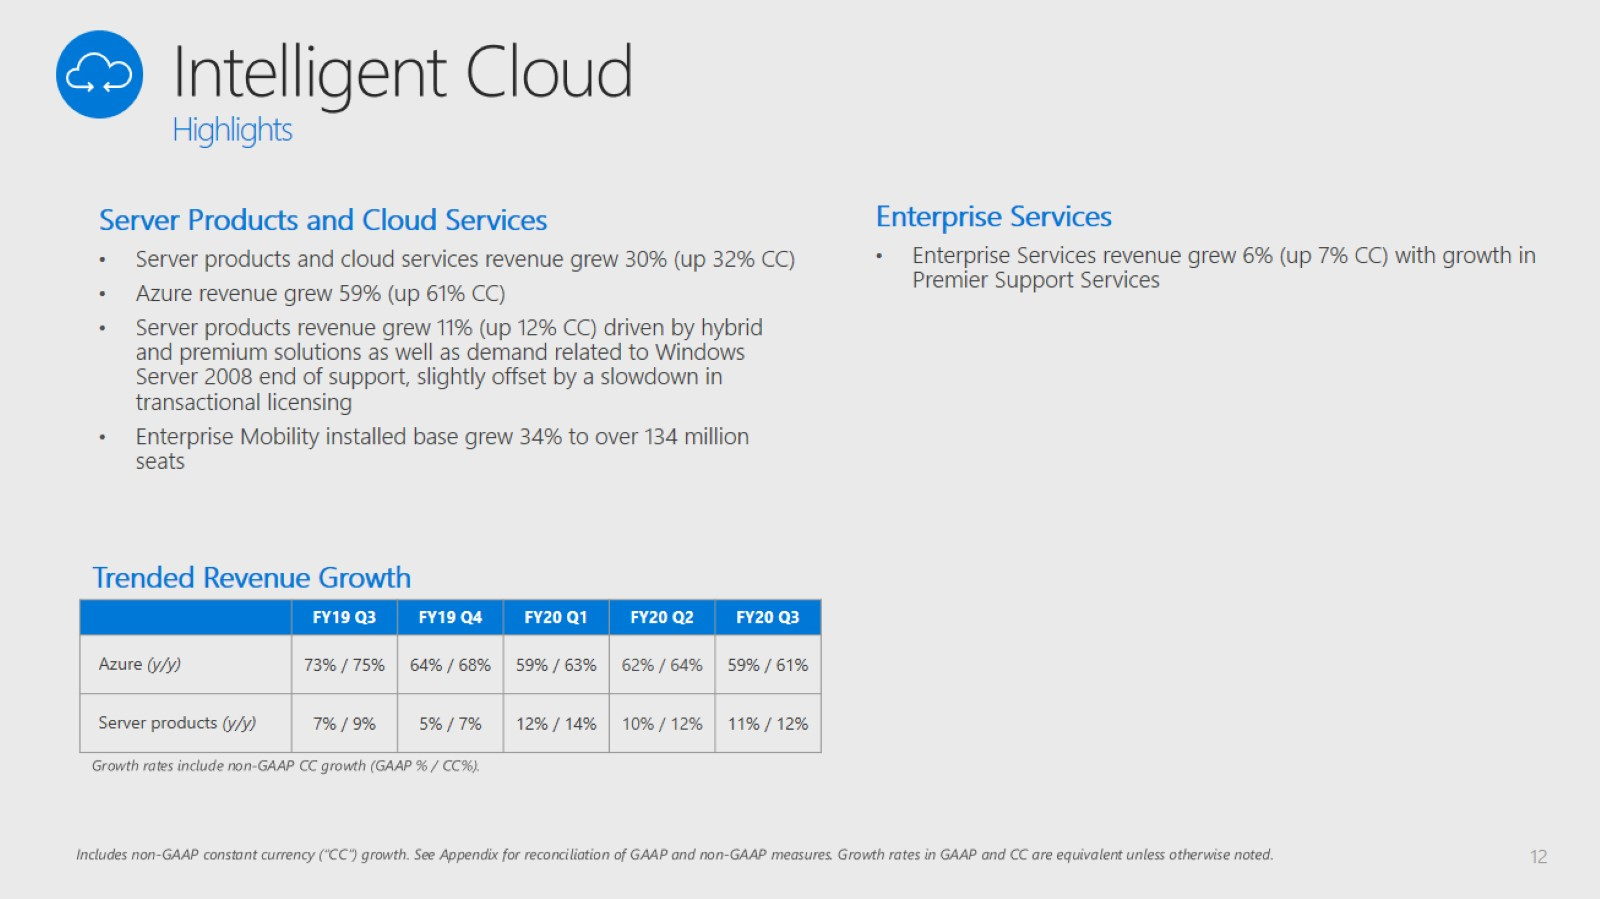 Intelligent Cloud
Highlights
Server Products and Cloud Services
• Server products and cloud services revenue grew 30% (up 32% CC)
• Azure revenue grew 59% (up 61% CC)
• Server products revenue grew 11% (up 12% CC) driven by hybrid
and premium solutions as well as demand related to Windows
Server 2008 end of support, slightly offset by a slowdown in
transactional licensing
• Enterprise Mobility installed base grew 34% to over 134 million
seats
Enterprise Services
• Enterprise Services revenue grew 6% (up 7% CC) with growth in
Premier Support Services
Trended Revenue Growth
FY19 Q3 FY19 Q4 FY20 Q1 FY20 Q2 FY20 Q3
Azure (y/y) 73% / 75% 64% / 68% 59% / 63% 62% / 64% 59% / 61%
Server products (y/y) 7% / 9% 5% / 7% 12% / 14% 10% / 12% 11% / 12%
Growth rates include non-GAAP CC growth (GAAP % / CC%).
Includes non-GAAP constant currency ("CC") growth. See Appendix for reconciliation of GAAP and non-GAAP measures. Growth rates in GAAP and CC are equivalent unless otherwise noted.
12